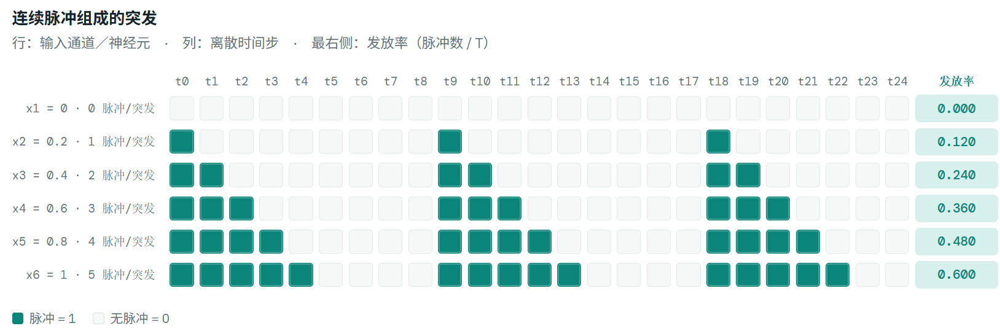 连续脉冲组成的突发
行：输入通道／神经元 · 列：离散时间步 · 最右侧：发放率（脉冲数 / T）
t0 t1 t2 t3 t4 t5 t6 t7 t8 t9 t10 t11 t12 t13 t14 t15 t16 t17 t18 t19 t20 t21 t22 t23 t24 发放率
x1 = 0 · 0 脉冲/突发 0.000
x2 = 0.2 · 1 脉冲/突发 0.120
x3 = 0.4 · 2 脉冲/突发 0.240
x4 = 0.6 · 3 脉冲/突发 0.360
x5 = 0.8 · 4 脉冲/突发 0.480
x6 = 1 · 5 脉冲/突发 0.600
脉冲 = 1 无脉冲 = 0